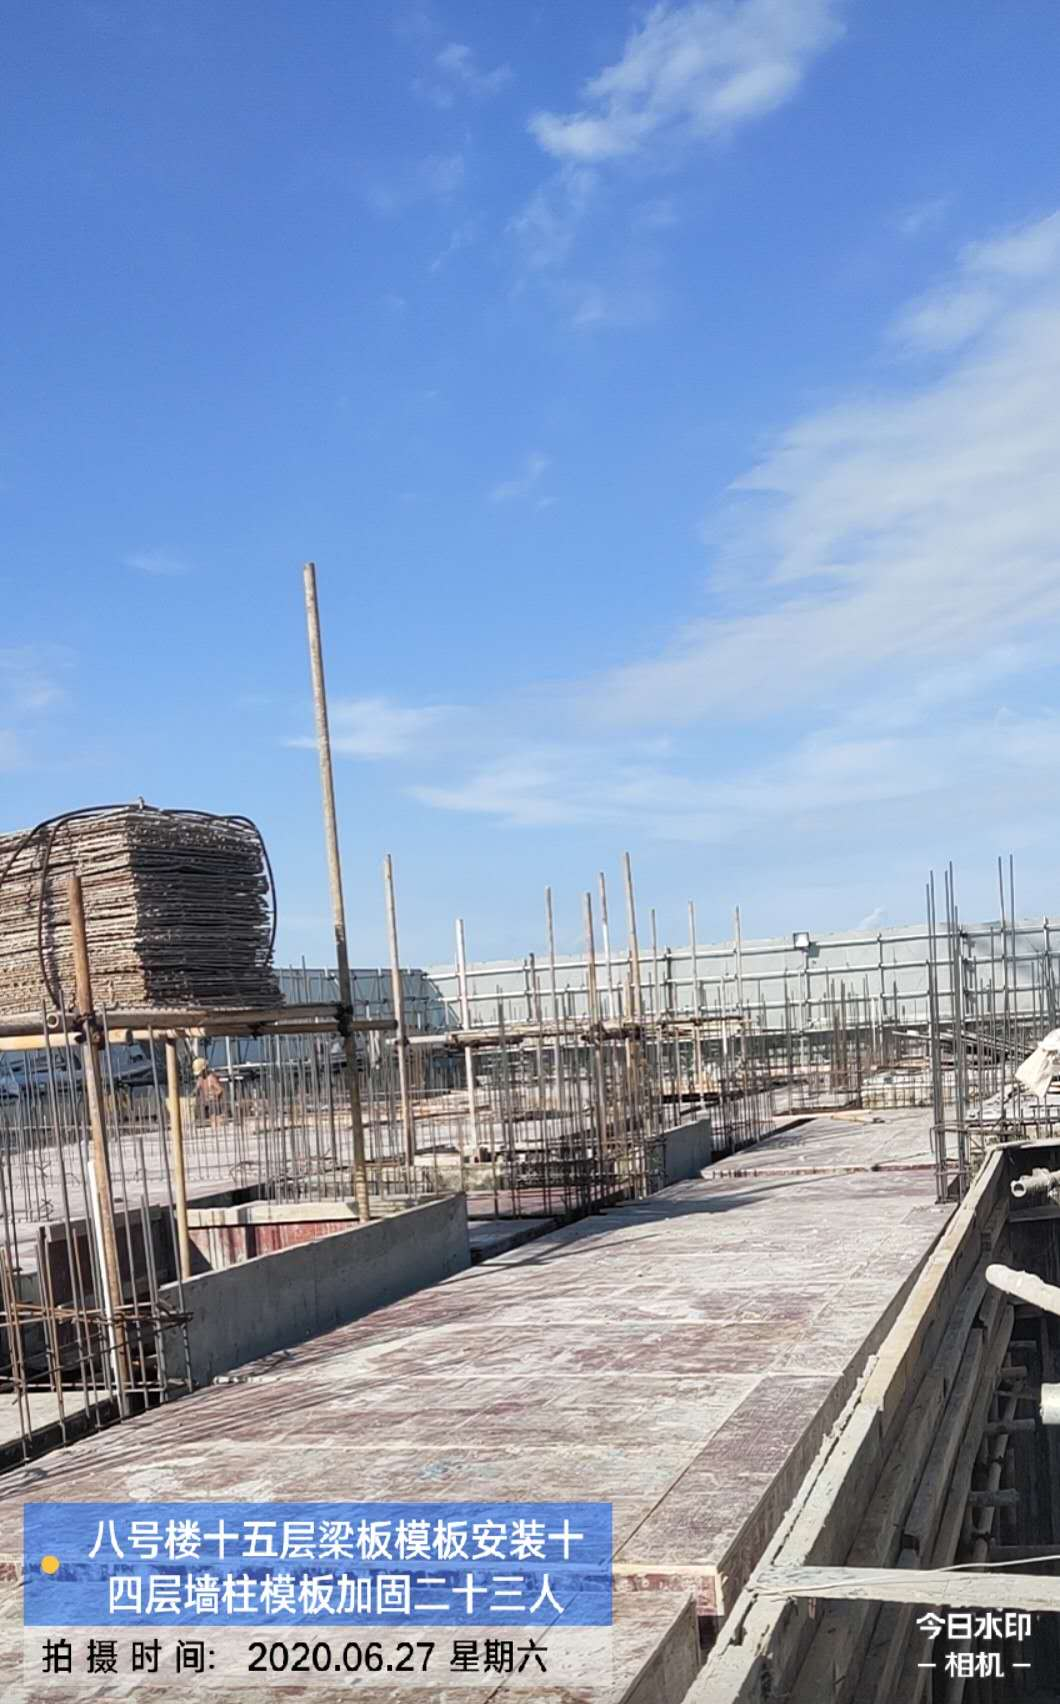 八号楼十五层梁板模板安装十
四层墙柱模板加固二十三人
拍摄时间: 2020.06.27 星期六
今日水印
相机